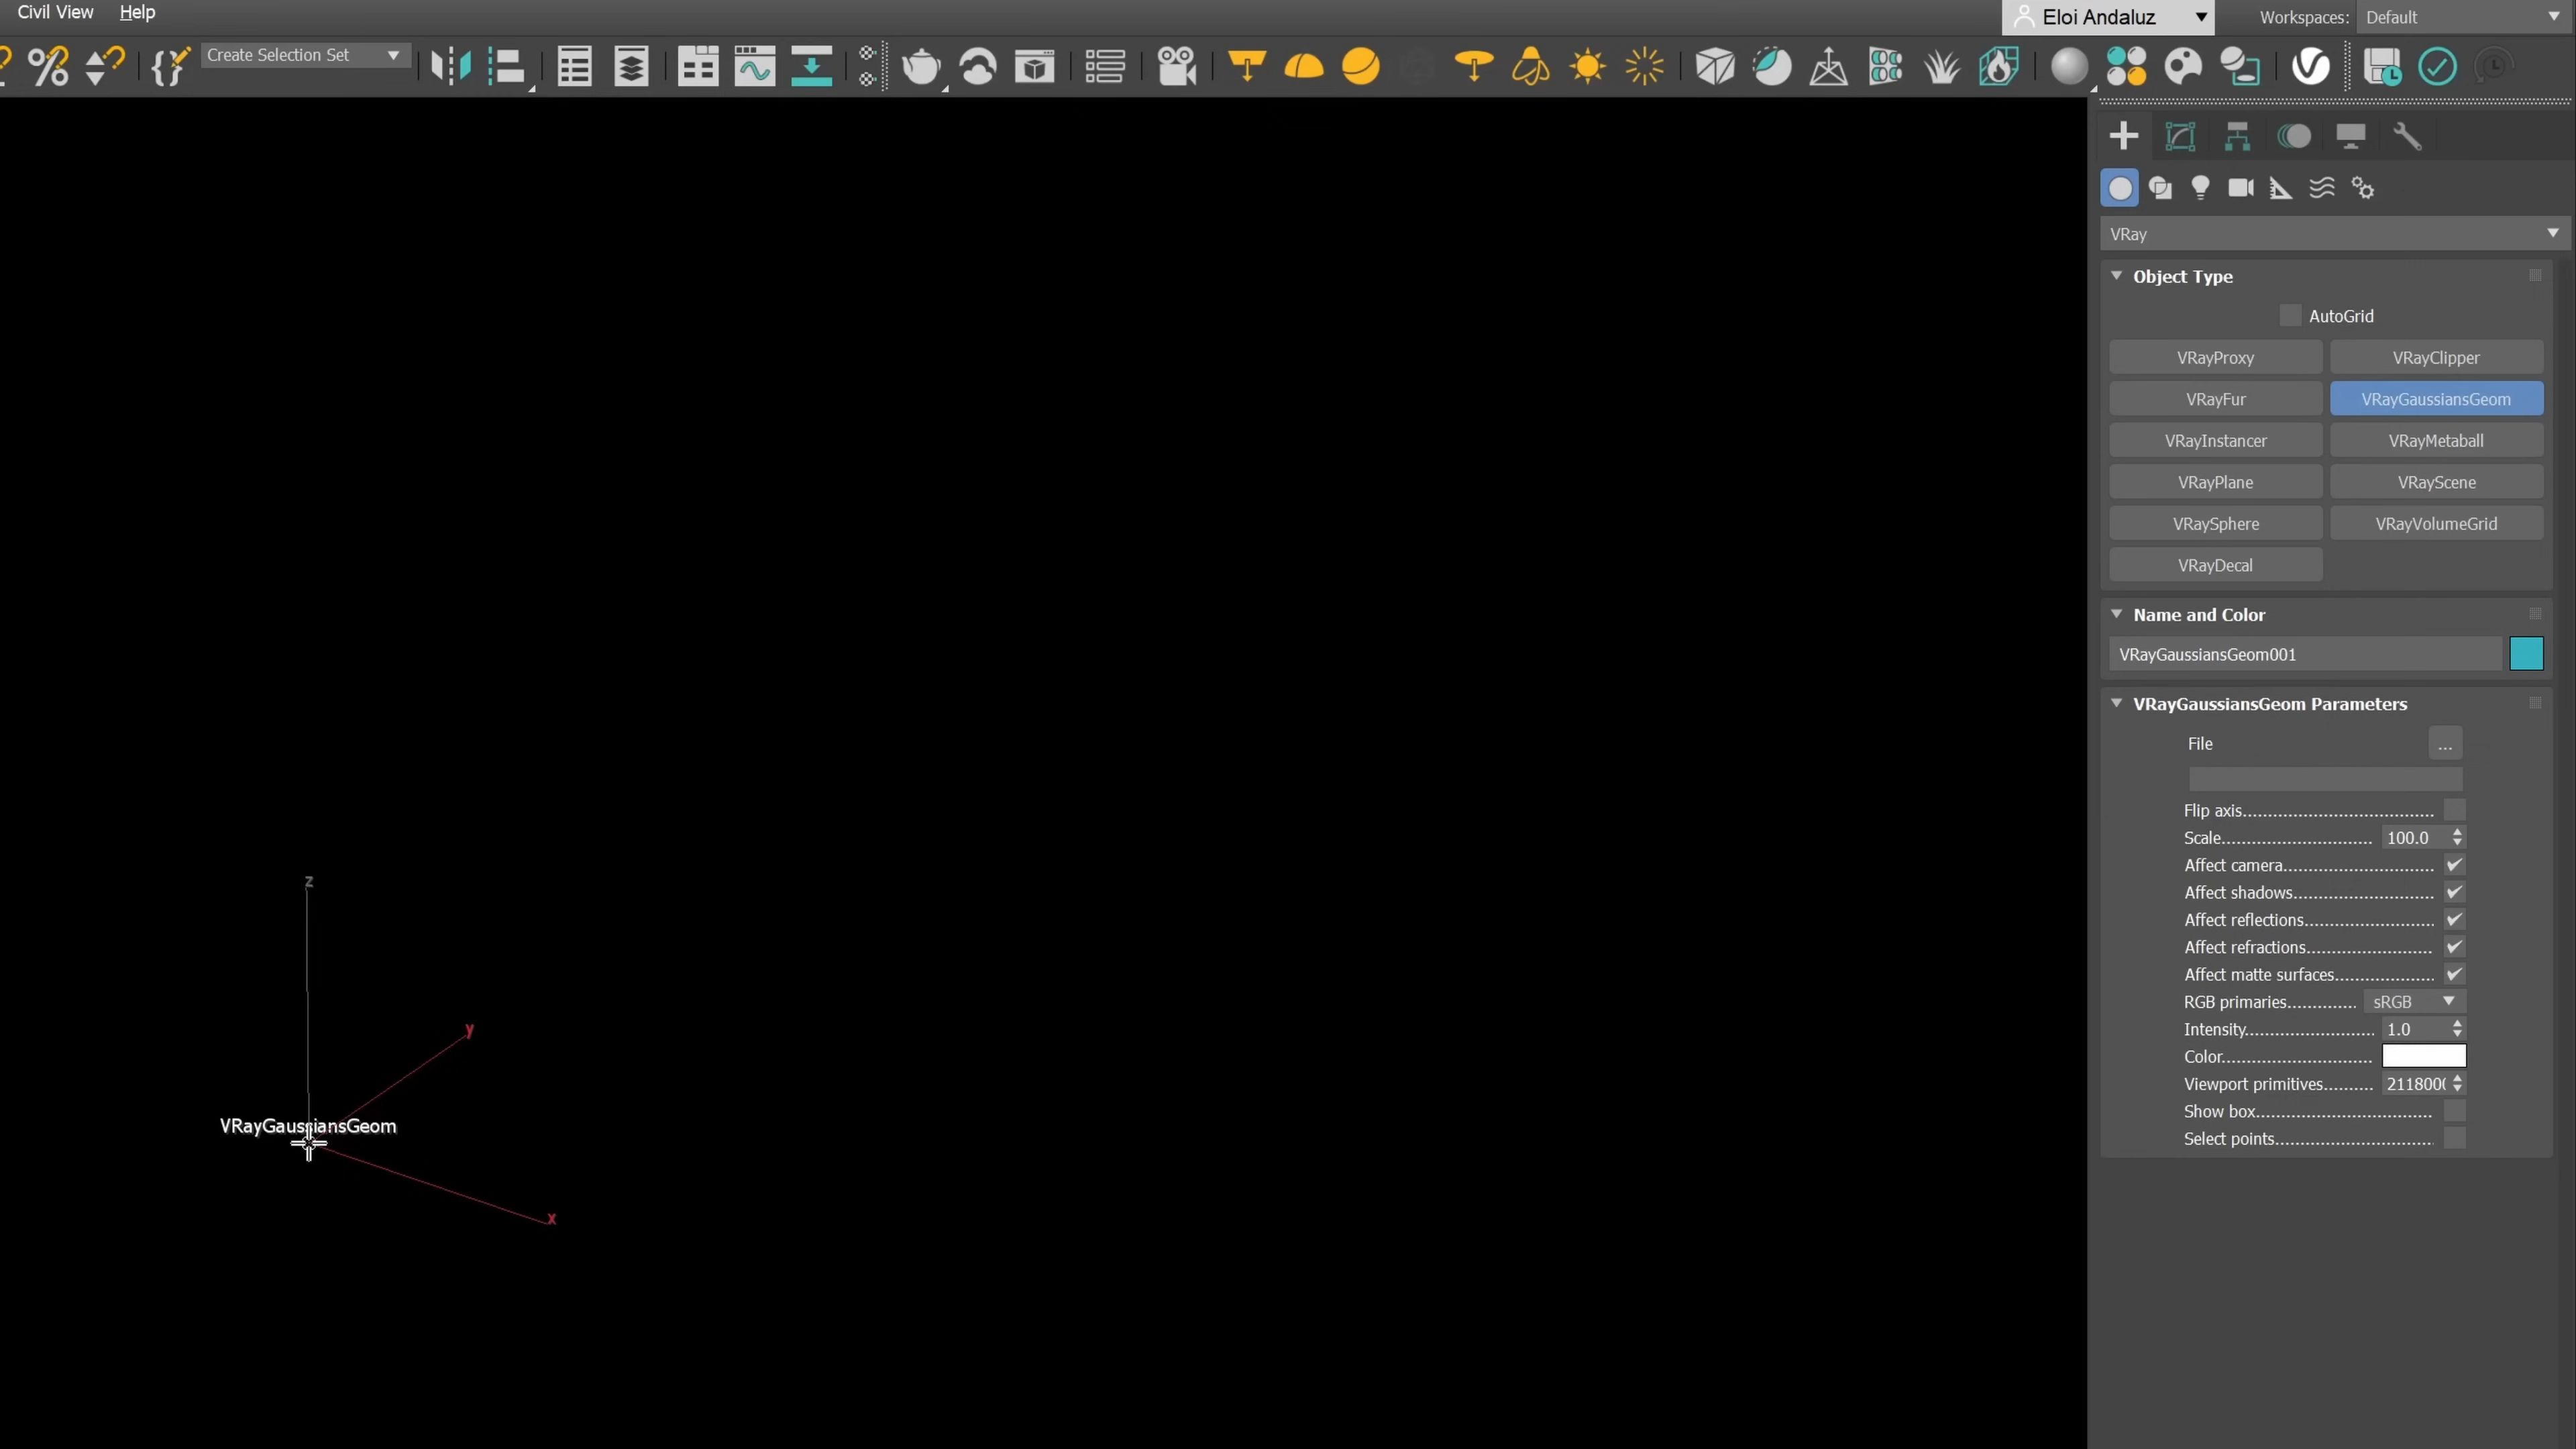 Civil View Help
Eloi Andaluz
Workspaces: Default
Create Selection Set
VRay
Object Type
AutoGrid
VRayProxy VRayClipper
VRayFur VRayGaussiansGeom
VRayInstancer VRayMetaball
VRayPlane VRayScene
VRaySphere VRayVolumeGrid
VRayDecal
Name and Color
VRayGaussiansGeom001
VRayGaussiansGeom Parameters
File ...
Flip axis
Scale 100.0
Affect camera
Affect shadows
Affect reflections
Affect refractions
Affect matte surfaces
RGB primaries sRGB
Intensity 1.0
Color
Viewport primitives 211800
Show box
Select points
z
y
VRayGaussiansGeom
x